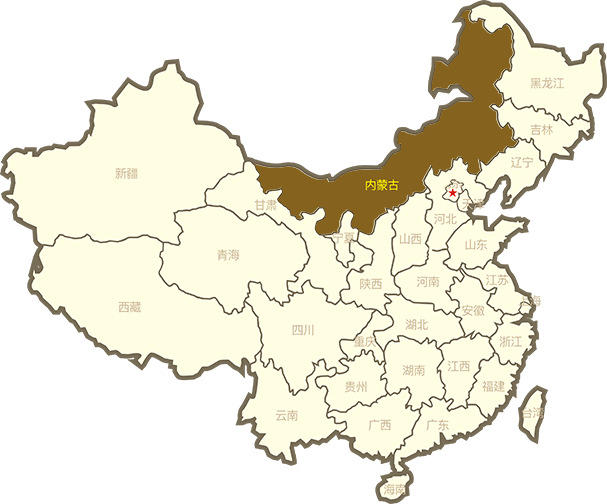 黑龙江
吉林
辽宁
新疆
内蒙古
甘肃
天津
河北
宁夏
山西
山东
青海
陕西
河南
江苏
西藏
安徽
四川
湖北
重庆
浙江
湖南
江西
贵州
福建
云南
台湾
广西
广东
海南